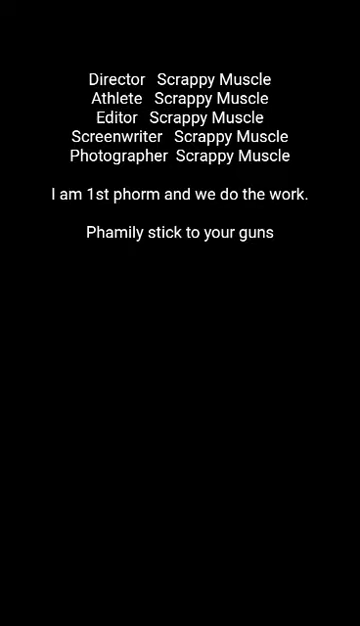 Director Scrappy Muscle
Athlete Scrappy Muscle
Editor Scrappy Muscle
Screenwriter Scrappy Muscle
Photographer Scrappy Muscle
I am 1st phorm and we do the work.
Phamily stick to your guns